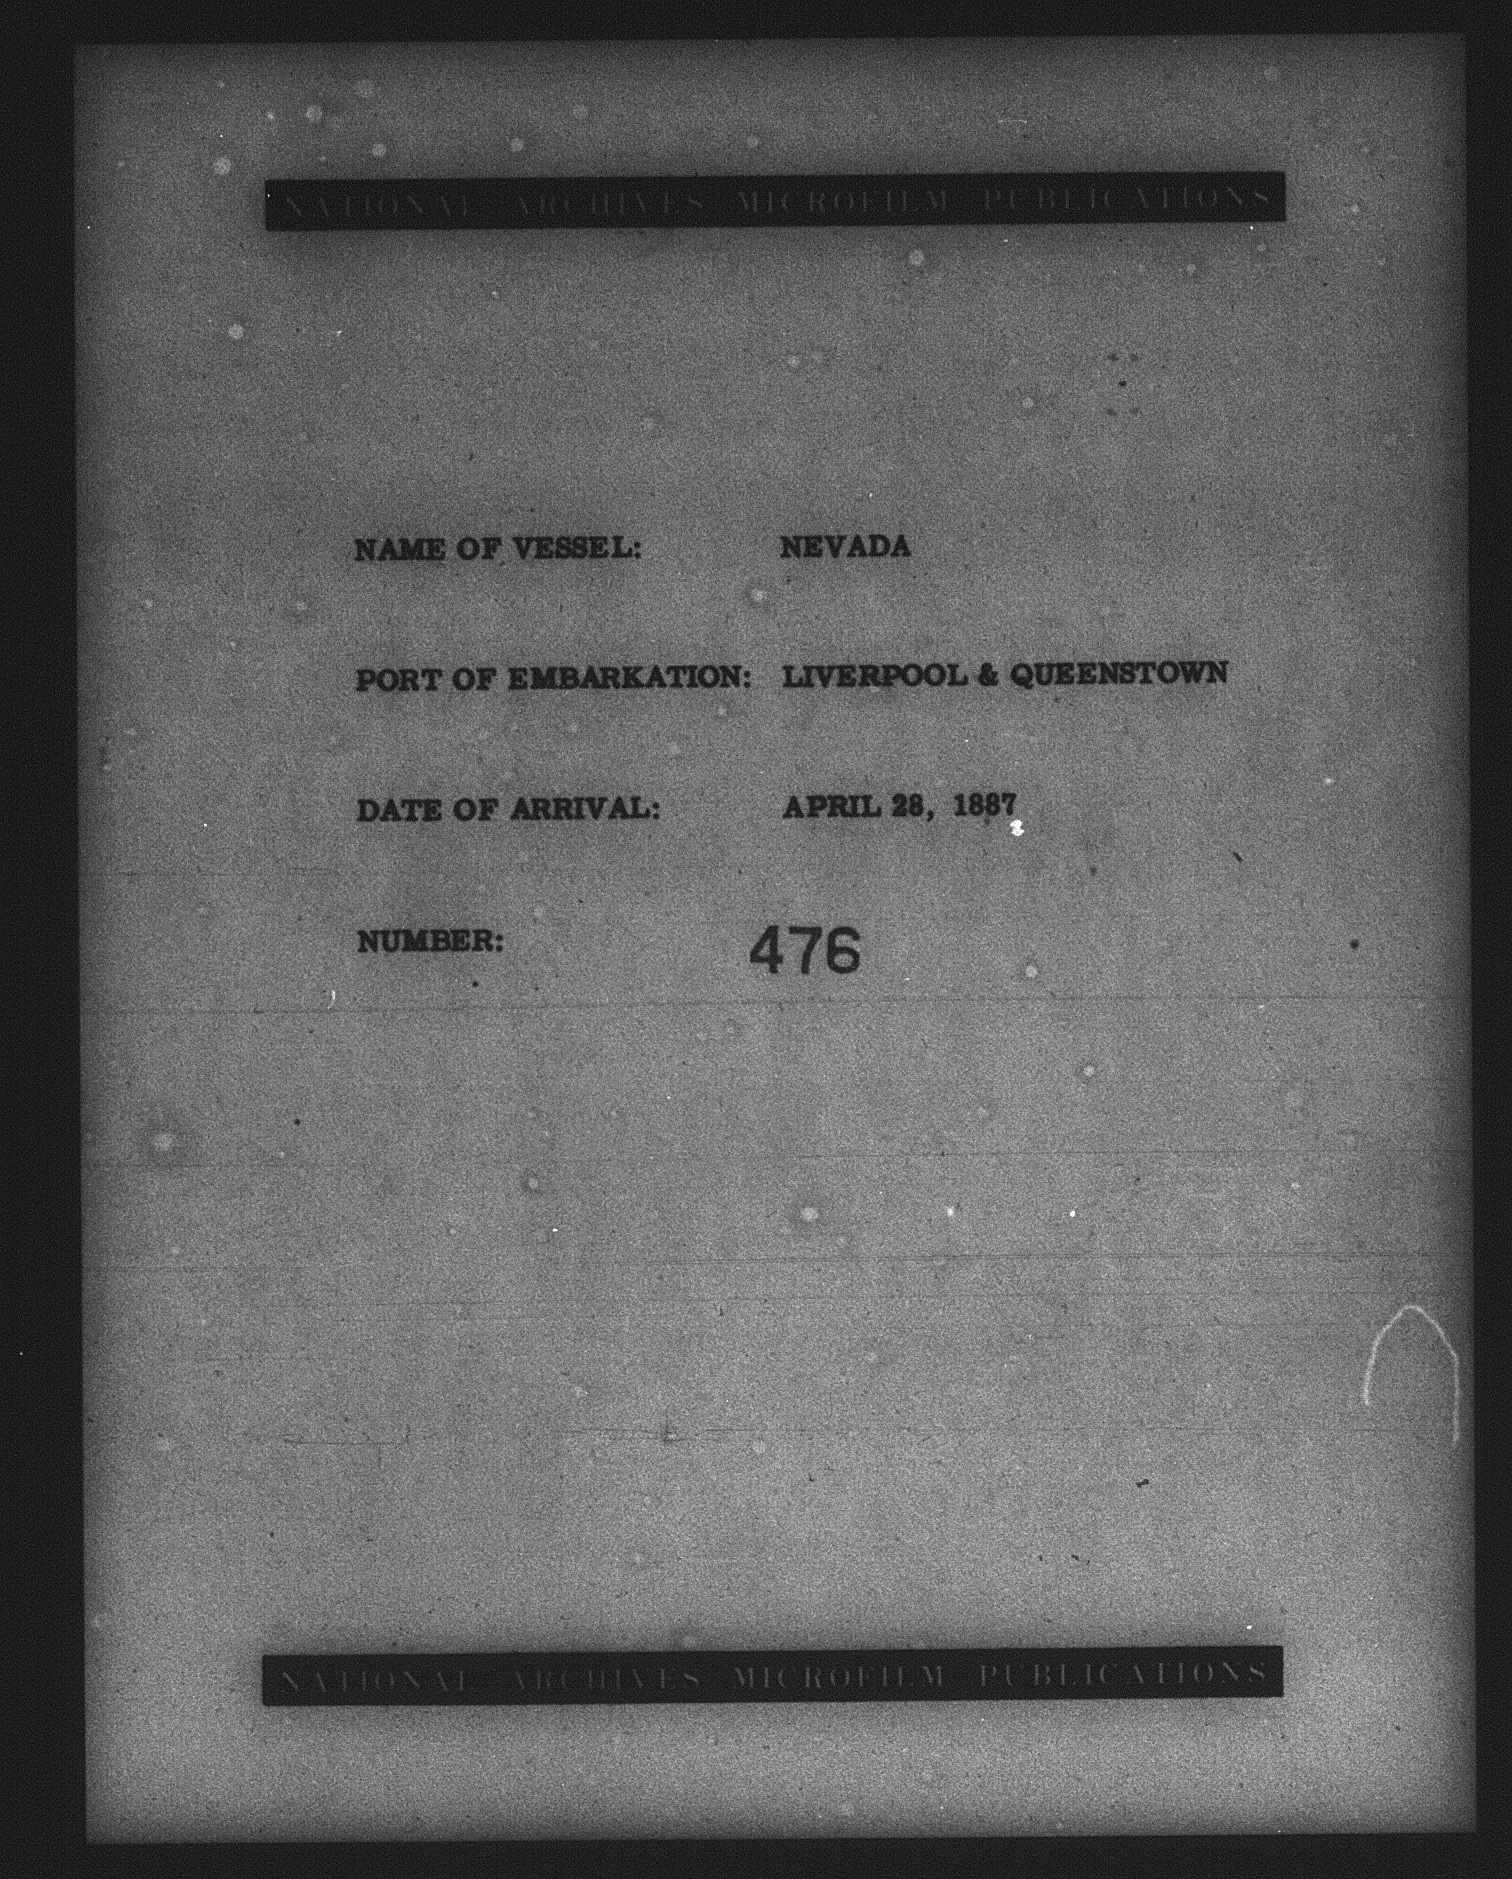 NATIONAL ARCHIVES MICROFILM PUBLICATIONS
NAME OF VESSEL: NEVADA
PORT OF EMBARKATION: LIVERPOOL & QUEENSTOWN
DATE OF ARRIVAL: APRIL 28, 1887
NUMBER: 476
NATIONAL ARCHIVES MICROFILM PUBLICATIONS